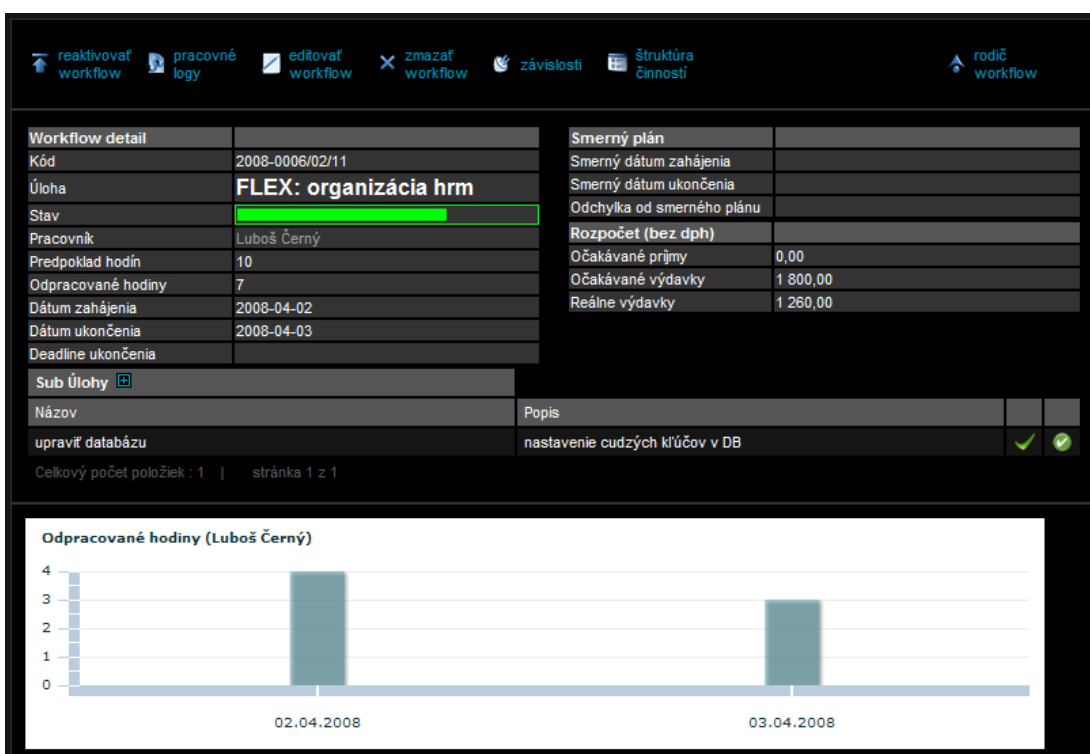 reaktivovať workflow
pracovné logy
editovať workflow
zmazať workflow
závislosti
štruktúra činností
rodič workflow
Workflow detail
Kód 2008-0006/02/11
Úloha FLEX: organizácia hrm
Stav
Pracovník Luboš Černý
Predpoklad hodín 10
Odpracované hodiny 7
Dátum zahájenia 2008-04-02
Dátum ukončenia 2008-04-03
Deadline ukončenia
Smerný plán
Smerný dátum zahájenia
Smerný dátum ukončenia
Odchylka od smerného plánu
Rozpočet (bez dph)
Očakávané príjmy 0,00
Očakávané výdavky 1 800,00
Reálne výdavky 1 260,00
Sub Úlohy
Názov Popis
upraviť databázu nastavenie cudzých kľúčov v DB
Celkový počet položiek : 1 | stránka 1 z 1
Odpracované hodiny (Luboš Černý)
4
3
2
1
0
02.04.2008 03.04.2008